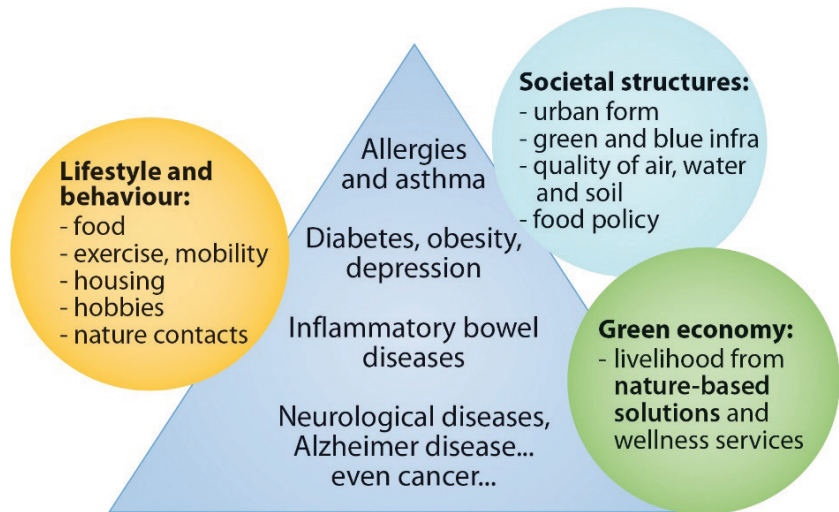 Allergies
and asthma
Diabetes, obesity,
depression
Inflammatory bowel
diseases
Neurological diseases,
Alzheimer disease...
even cancer...
Lifestyle and
behaviour:
- food
- exercise, mobility
- housing
- hobbies
- nature contacts
Societal structures:
- urban form
- green and blue infra
- quality of air, water
and soil
- food policy
Green economy:
- livelihood from
nature-based
solutions and
wellness services